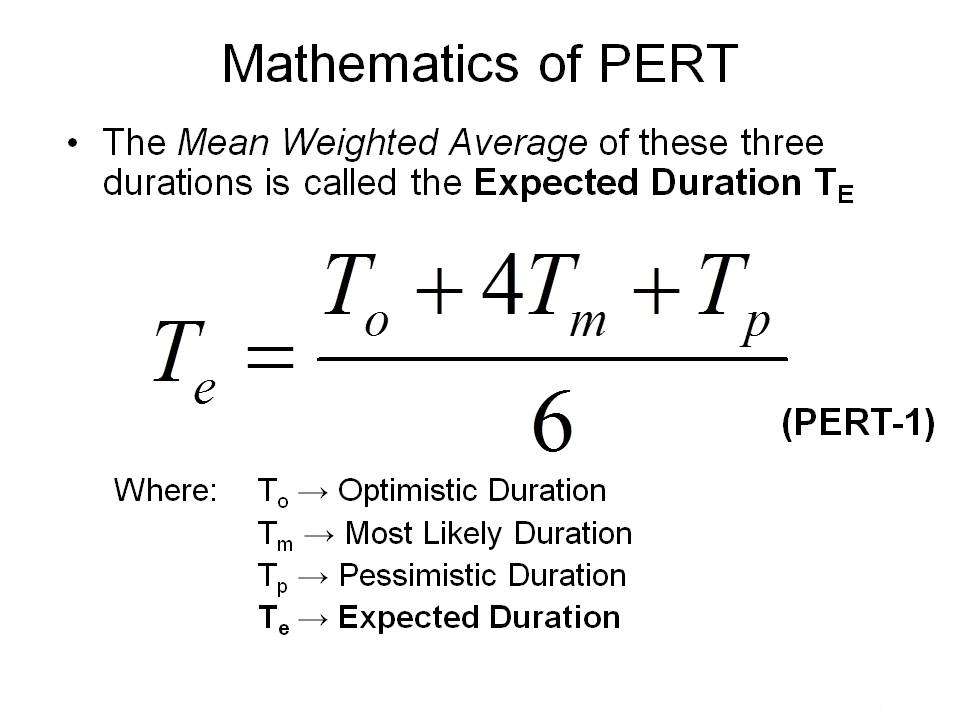 Mathematics of PERT
• The Mean Weighted Average of these three
durations is called the Expected Duration T_E
T_e = (T_o + 4T_m + T_p) / 6
(PERT-1)
Where: T_o → Optimistic Duration
T_m → Most Likely Duration
T_p → Pessimistic Duration
T_e → Expected Duration